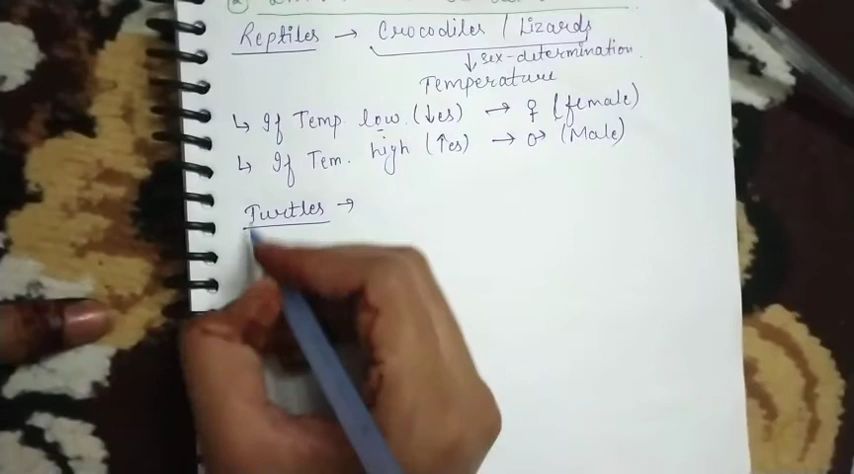 Reptiles → Crocodiles / Lizards
↓ sex-determination
Temperature
↳ If Temp. low (↓es) → ♀ (female)
↳ If Tem. high (↑es) → ♂ (Male)
Turtles →